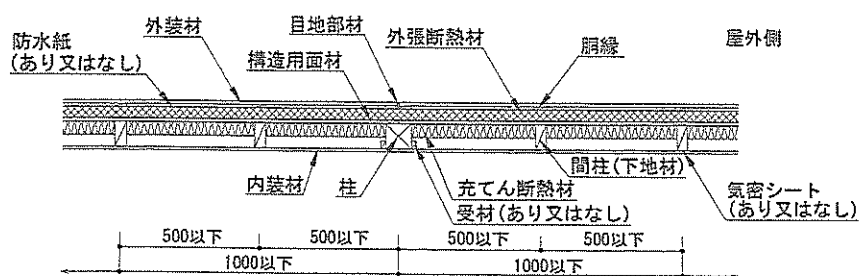 防水紙
(あり又はなし)
外装材
目地部材
構造用面材
外張断熱材
胴縁
屋外側
内装材
柱
充てん断熱材
受材(あり又はなし)
間柱(下地材)
気密シート
(あり又はなし)
500以下
500以下
500以下
500以下
1000以下
1000以下